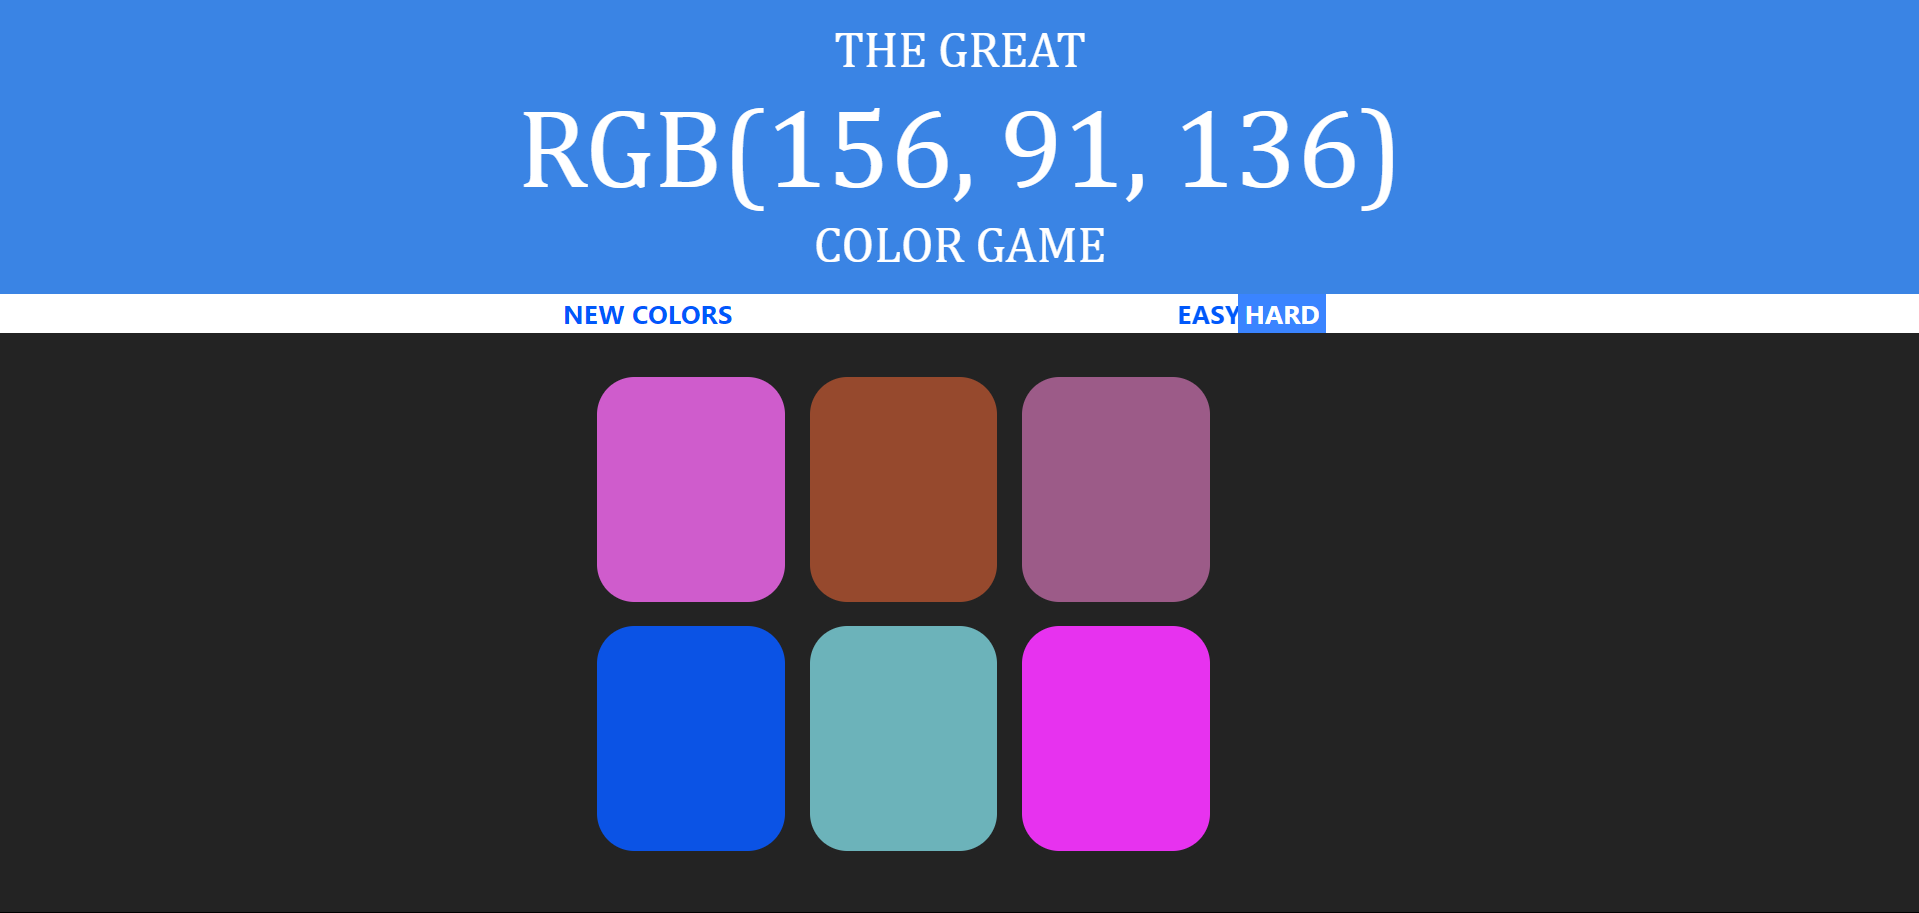 THE GREAT
RGB(156, 91, 136)
COLOR GAME
NEW COLORS EASY HARD